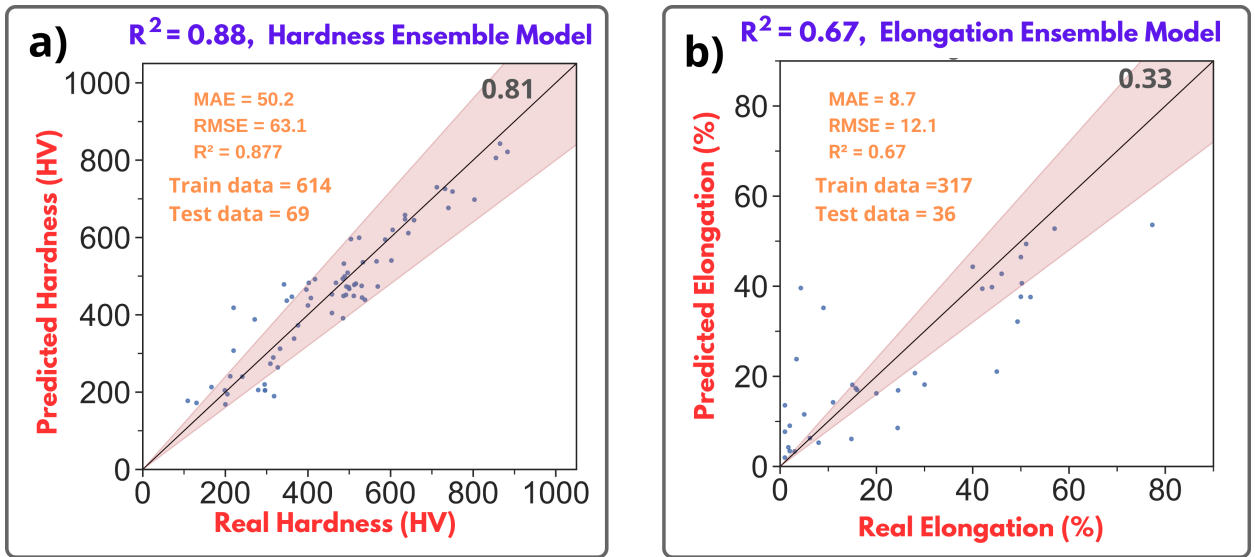 a)
R² = 0.88, Hardness Ensemble Model
0.81
MAE = 50.2
RMSE = 63.1
R² = 0.877
Train data = 614
Test data = 69
Predicted Hardness (HV)
1000
800
600
400
200
0
0 200 400 600 800 1000
Real Hardness (HV)
b)
R² = 0.67, Elongation Ensemble Model
0.33
MAE = 8.7
RMSE = 12.1
R² = 0.67
Train data =317
Test data = 36
Predicted Elongation (%)
80
60
40
20
0
0 20 40 60 80
Real Elongation (%)